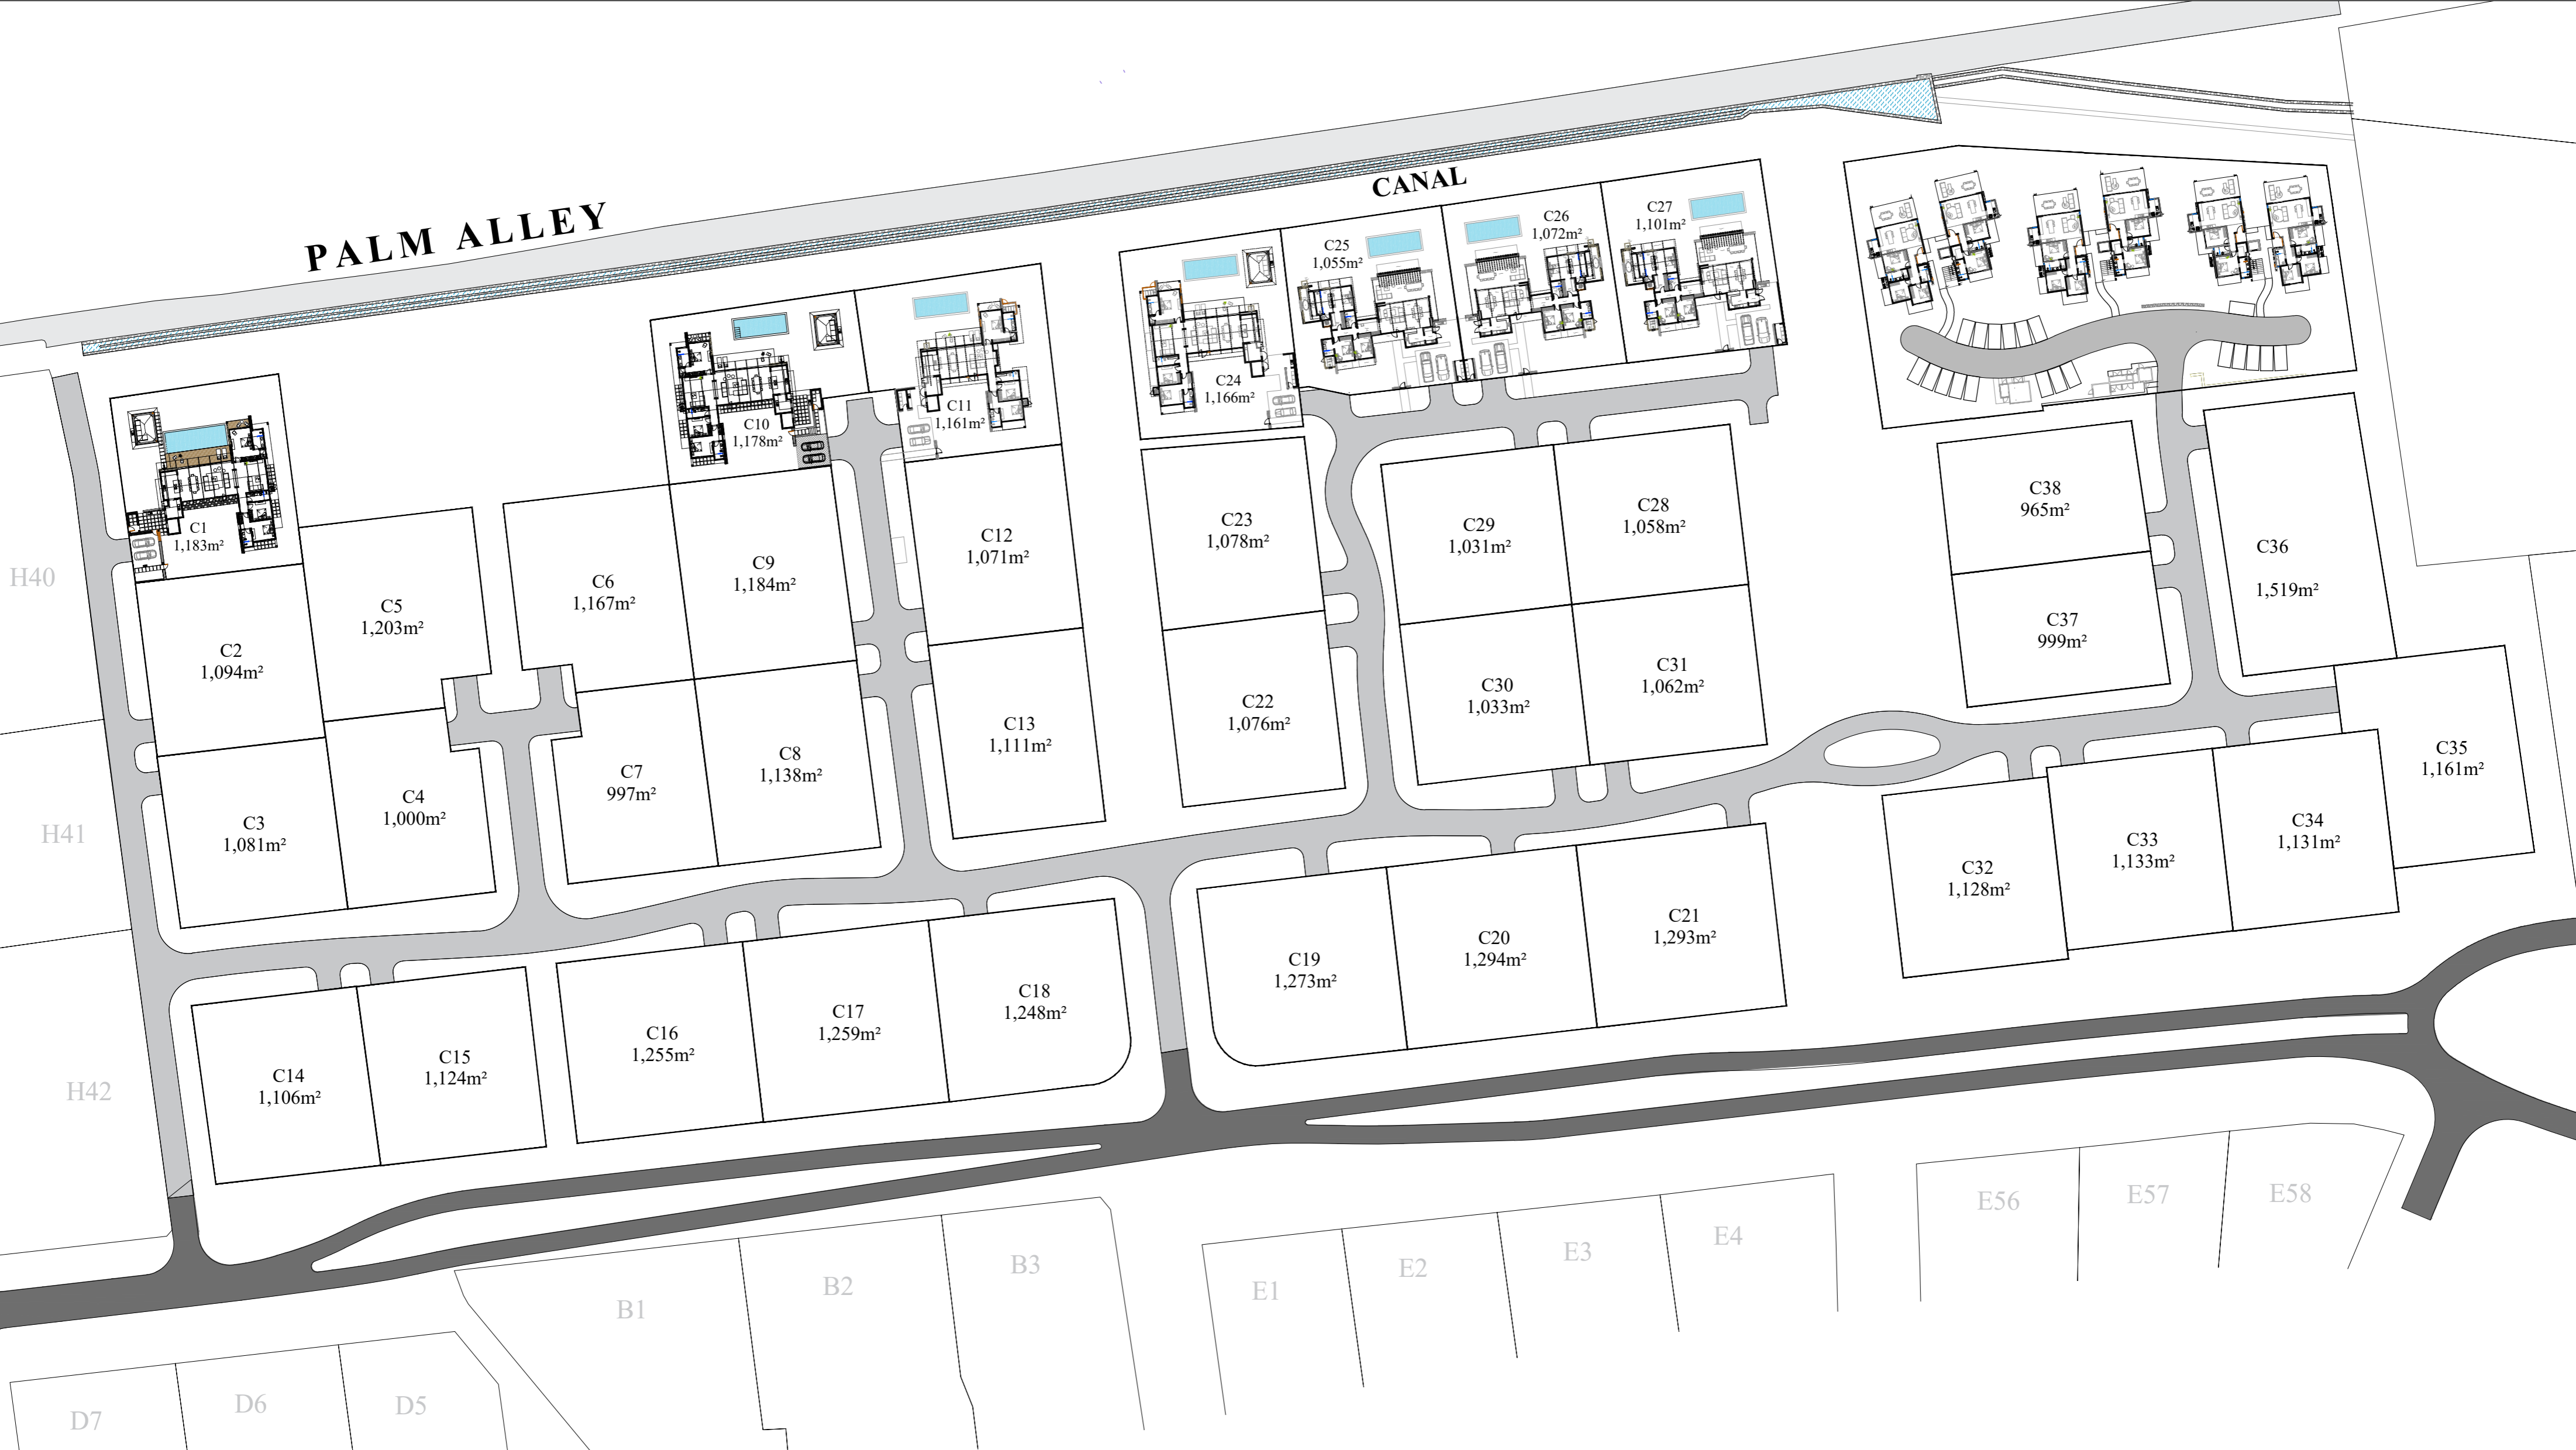 PALM ALLEY
CANAL
C1
1,183m²
C2
1,094m²
C3
1,081m²
C4
1,000m²
C5
1,203m²
C6
1,167m²
C7
997m²
C8
1,138m²
C9
1,184m²
C10
1,178m²
C11
1,161m²
C12
1,071m²
C13
1,111m²
C14
1,106m²
C15
1,124m²
C16
1,255m²
C17
1,259m²
C18
1,248m²
C19
1,273m²
C20
1,294m²
C21
1,293m²
C22
1,076m²
C23
1,078m²
C24
1,166m²
C25
1,055m²
C26
1,072m²
C27
1,101m²
C28
1,058m²
C29
1,031m²
C30
1,033m²
C31
1,062m²
C32
1,128m²
C33
1,133m²
C34
1,131m²
C35
1,161m²
C36
1,519m²
C37
999m²
C38
965m²
H40
H41
H42
B1
B2
B3
E1
E2
E3
E4
E56
E57
E58
D7
D6
D5